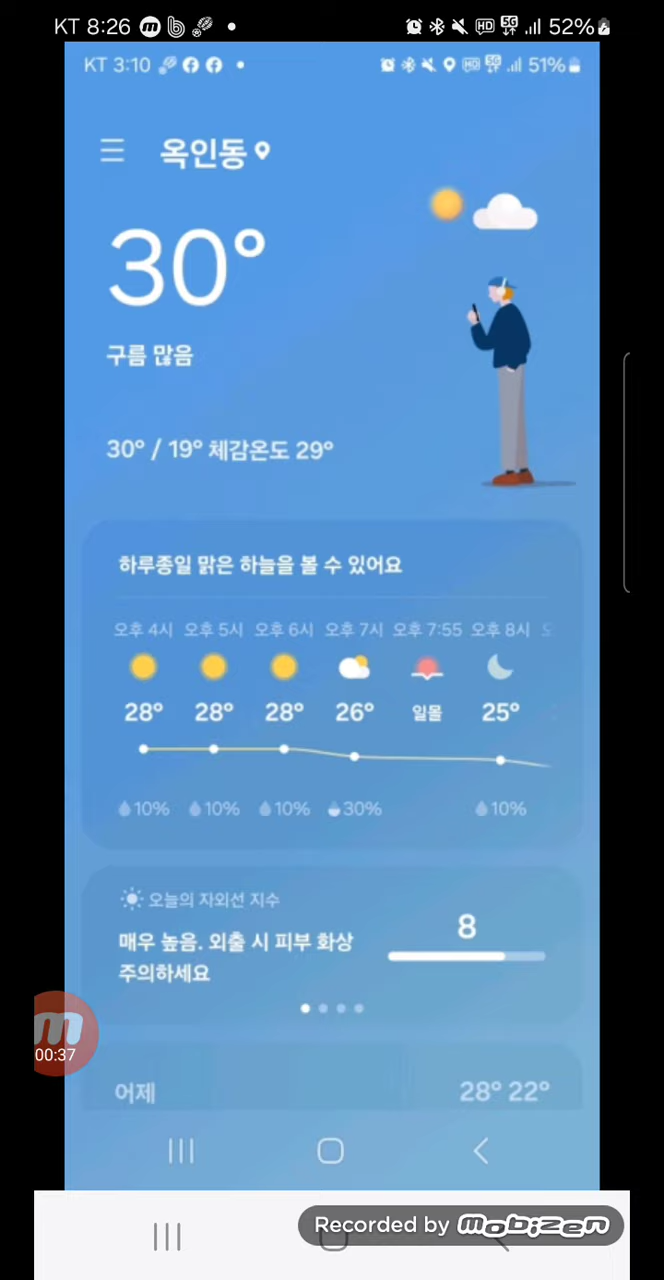 KT 8:26
HD 5G 52%
KT 3:10
HD 5G 51%
옥인동
30°
구름 많음
30° / 19° 체감온도 29°
하루종일 맑은 하늘을 볼 수 있어요
오후 4시 오후 5시 오후 6시 오후 7시 오후 7:55 오후 8시
28° 28° 28° 26° 일몰 25°
10% 10% 10% 30% 10%
오늘의 자외선 지수
매우 높음. 외출 시 피부 화상
주의하세요
8
00:37
어제 28° 22°
Recorded by mobizen